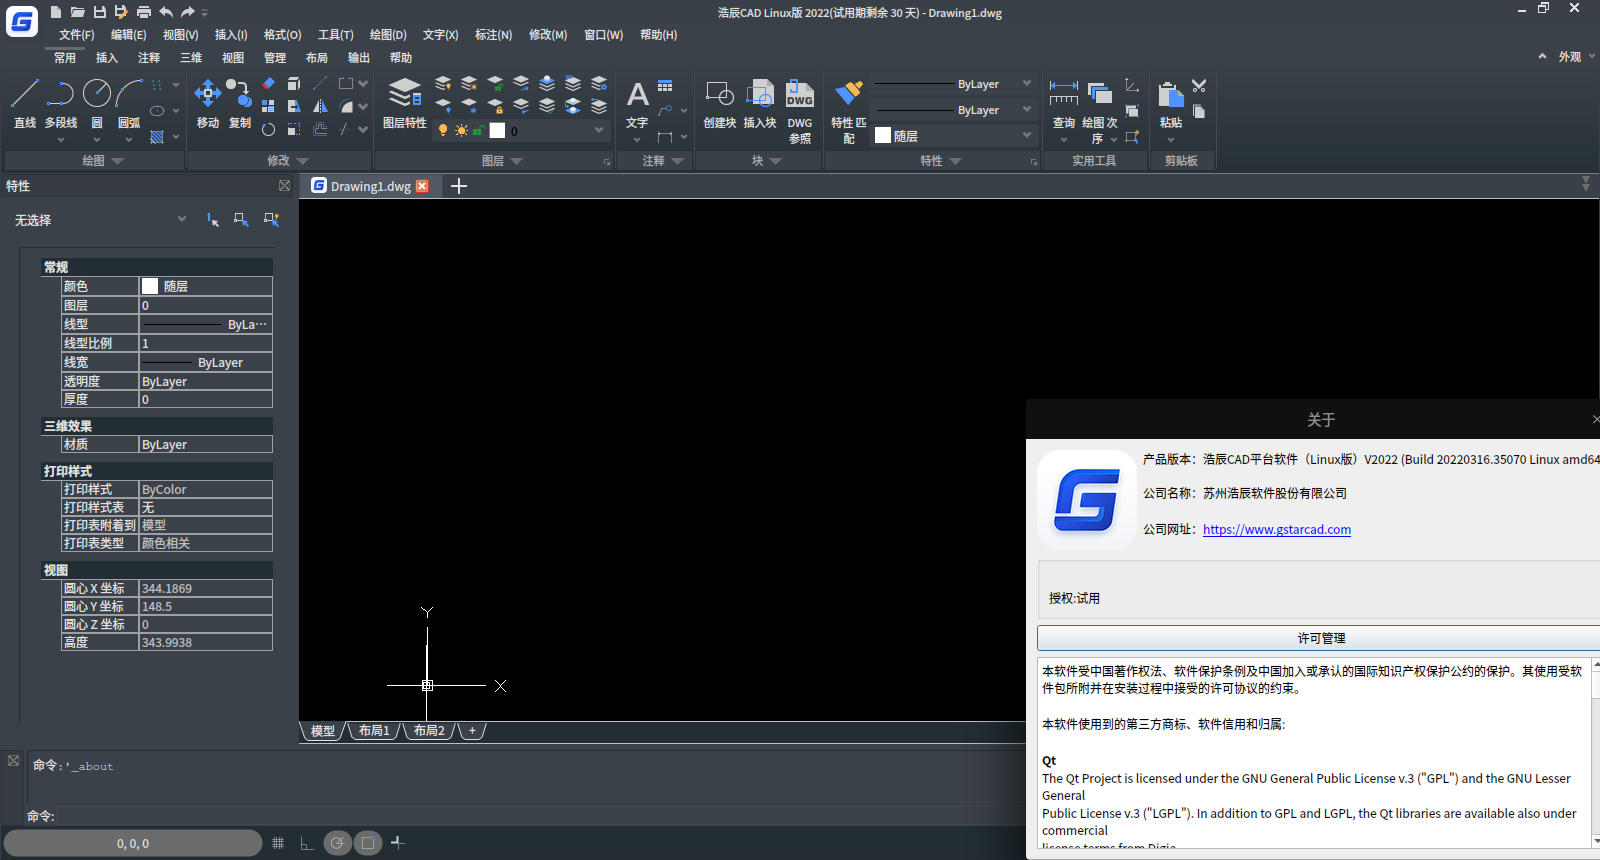 浩辰CAD Linux版 2022(试用期剩余 30 天) - Drawing1.dwg
文件(F) 编辑(E) 视图(V) 插入(I) 格式(O) 工具(T) 绘图(D) 文字(X) 标注(N) 修改(M) 窗口(W) 帮助(H)
常用 插入 注释 三维 视图 管理 布局 输出 帮助
外观
直线 多段线 圆 圆弧
绘图
移动 复制
修改
图层特性
0
图层
A
文字
注释
创建块 插入块 DWG 参照
DWG
块
特性 匹配
ByLayer
ByLayer
随层
特性
查询 绘图 次序
实用工具
粘贴
剪贴板
特性
Drawing1.dwg
无选择
1
常规
颜色 随层
图层 0
线型 ByLa···
线型比例 1
线宽 ByLayer
透明度 ByLayer
厚度 0
三维效果
材质 ByLayer
打印样式
打印样式 ByColor
打印样式表 无
打印表附着到 模型
打印表类型 颜色相关
视图
圆心 X 坐标 344.1869
圆心 Y 坐标 148.5
圆心 Z 坐标 0
高度 343.9938
Y
X
模型 布局1 布局2 +
命令:'_about
命令:
0, 0, 0
关于
产品版本：浩辰CAD平台软件（Linux版）V2022 (Build 20220316.35070 Linux amd64
公司名称：苏州浩辰软件股份有限公司
公司网址：https://www.gstarcad.com
授权:试用
许可管理
本软件受中国著作权法、软件保护条例及中国加入或承认的国际知识产权保护公约的保护。其使用受软
件包所附并在安装过程中接受的许可协议的约束。
本软件使用到的第三方商标、软件信用和归属:
Qt
The Qt Project is licensed under the GNU General Public License v.3 ("GPL") and the GNU Lesser
General
Public License v.3 ("LGPL"). In addition to GPL and LGPL, the Qt libraries are available also under
commercial
license terms from Digia